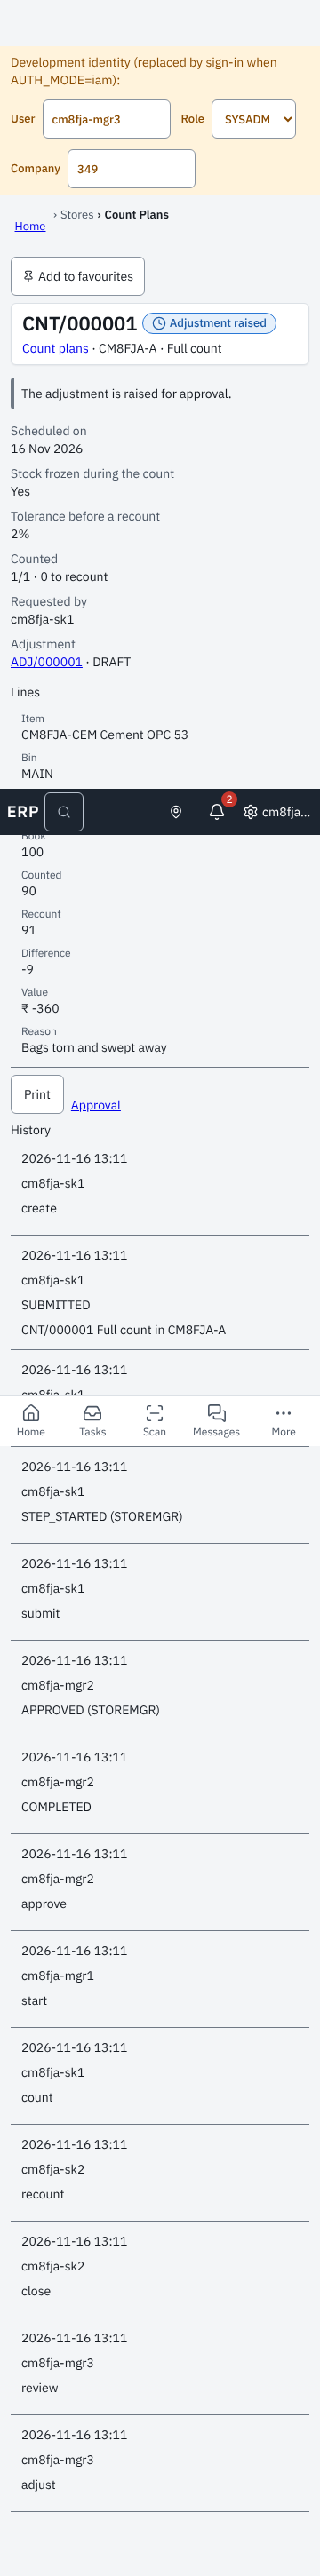 Development identity (replaced by sign-in when
AUTH_MODE=iam):
User cm8fja-mgr3 Role SYSADM
Company 349
Home › Stores › Count Plans
Add to favourites
CNT/000001 Adjustment raised
Count plans · CM8FJA-A · Full count
The adjustment is raised for approval.
Scheduled on
16 Nov 2026
Stock frozen during the count
Yes
Tolerance before a recount
2%
Counted
1/1 · 0 to recount
Requested by
cm8fja-sk1
Adjustment
ADJ/000001 · DRAFT
Lines
Item
CM8FJA-CEM Cement OPC 53
Bin
MAIN
ERP 2 cm8fja...
Book
100
Counted
90
Recount
91
Difference
-9
Value
₹ -360
Reason
Bags torn and swept away
Print Approval
History
2026-11-16 13:11
cm8fja-sk1
create
2026-11-16 13:11
cm8fja-sk1
SUBMITTED
CNT/000001 Full count in CM8FJA-A
2026-11-16 13:11
cm8fja-sk1
Home Tasks Scan Messages More
2026-11-16 13:11
cm8fja-sk1
STEP_STARTED (STOREMGR)
2026-11-16 13:11
cm8fja-sk1
submit
2026-11-16 13:11
cm8fja-mgr2
APPROVED (STOREMGR)
2026-11-16 13:11
cm8fja-mgr2
COMPLETED
2026-11-16 13:11
cm8fja-mgr2
approve
2026-11-16 13:11
cm8fja-mgr1
start
2026-11-16 13:11
cm8fja-sk1
count
2026-11-16 13:11
cm8fja-sk2
recount
2026-11-16 13:11
cm8fja-sk2
close
2026-11-16 13:11
cm8fja-mgr3
review
2026-11-16 13:11
cm8fja-mgr3
adjust